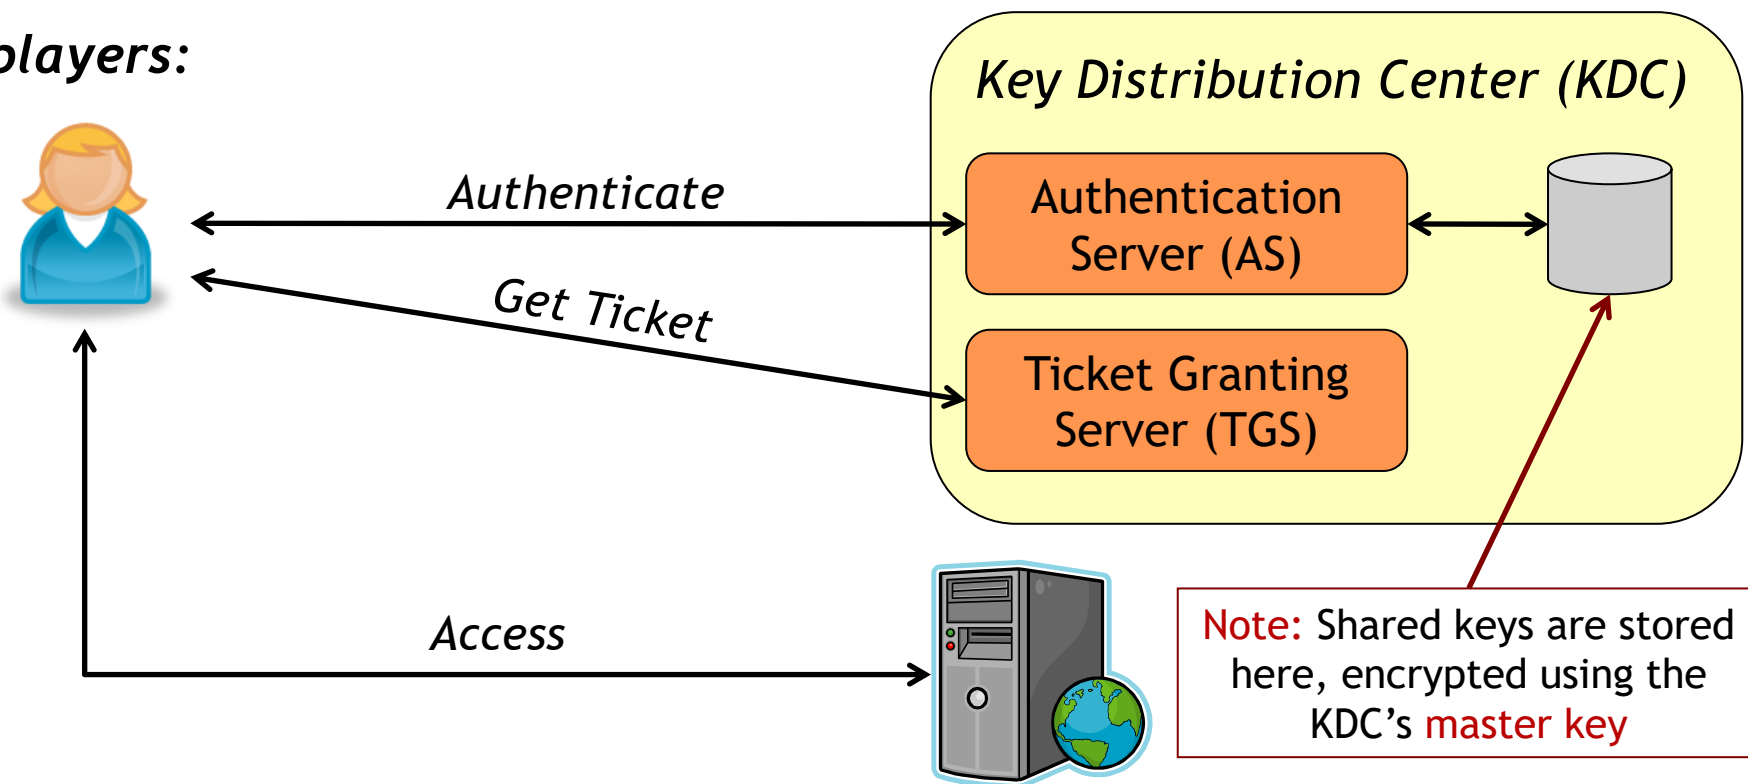 players:
Key Distribution Center (KDC)
Authenticate
Authentication
Server (AS)
Get Ticket
Ticket Granting
Server (TGS)
Access
Note: Shared keys are stored
here, encrypted using the
KDC’s master key